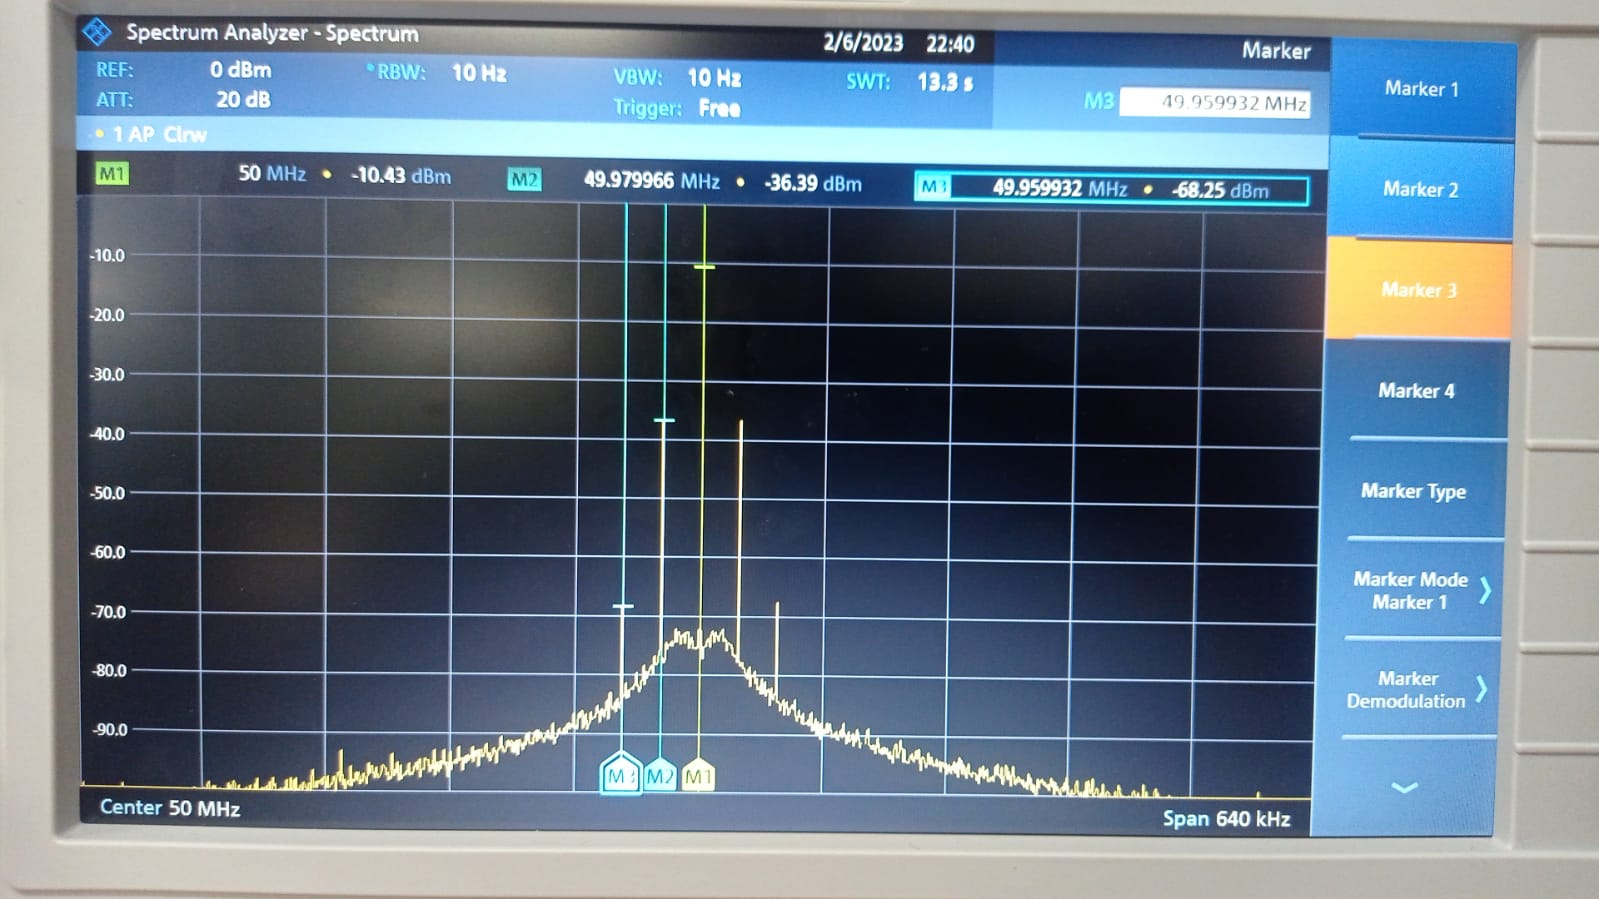 Spectrum Analyzer - Spectrum
2/6/2023 22:40
Marker
REF: 0 dBm
RBW: 10 Hz
VBW: 10 Hz
SWT: 13.3 s
M3 49.959932 MHz
ATT: 20 dB
Trigger: Free
1 AP Clrw
M1 50 MHz • -10.43 dBm
M2 49.979966 MHz • -36.39 dBm
M3 49.959932 MHz • -68.25 dBm
-10.0
-20.0
-30.0
-40.0
-50.0
-60.0
-70.0
-80.0
-90.0
M3 M2 M1
Center 50 MHz
Span 640 kHz
Marker 1
Marker 2
Marker 3
Marker 4
Marker Type
Marker Mode
Marker 1
Marker
Demodulation